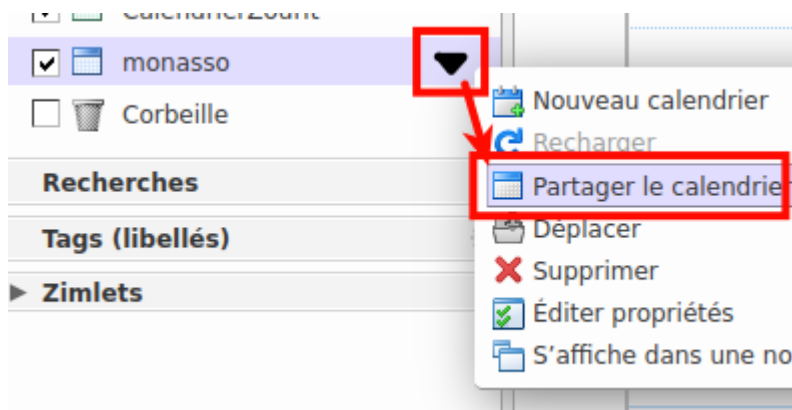 CalendrierZourit
monasso
Corbeille
Recherches
Tags (libellés)
Zimlets
Nouveau calendrier
Recharger
Partager le calendrie
Déplacer
Supprimer
Éditer propriétés
S’affiche dans une no